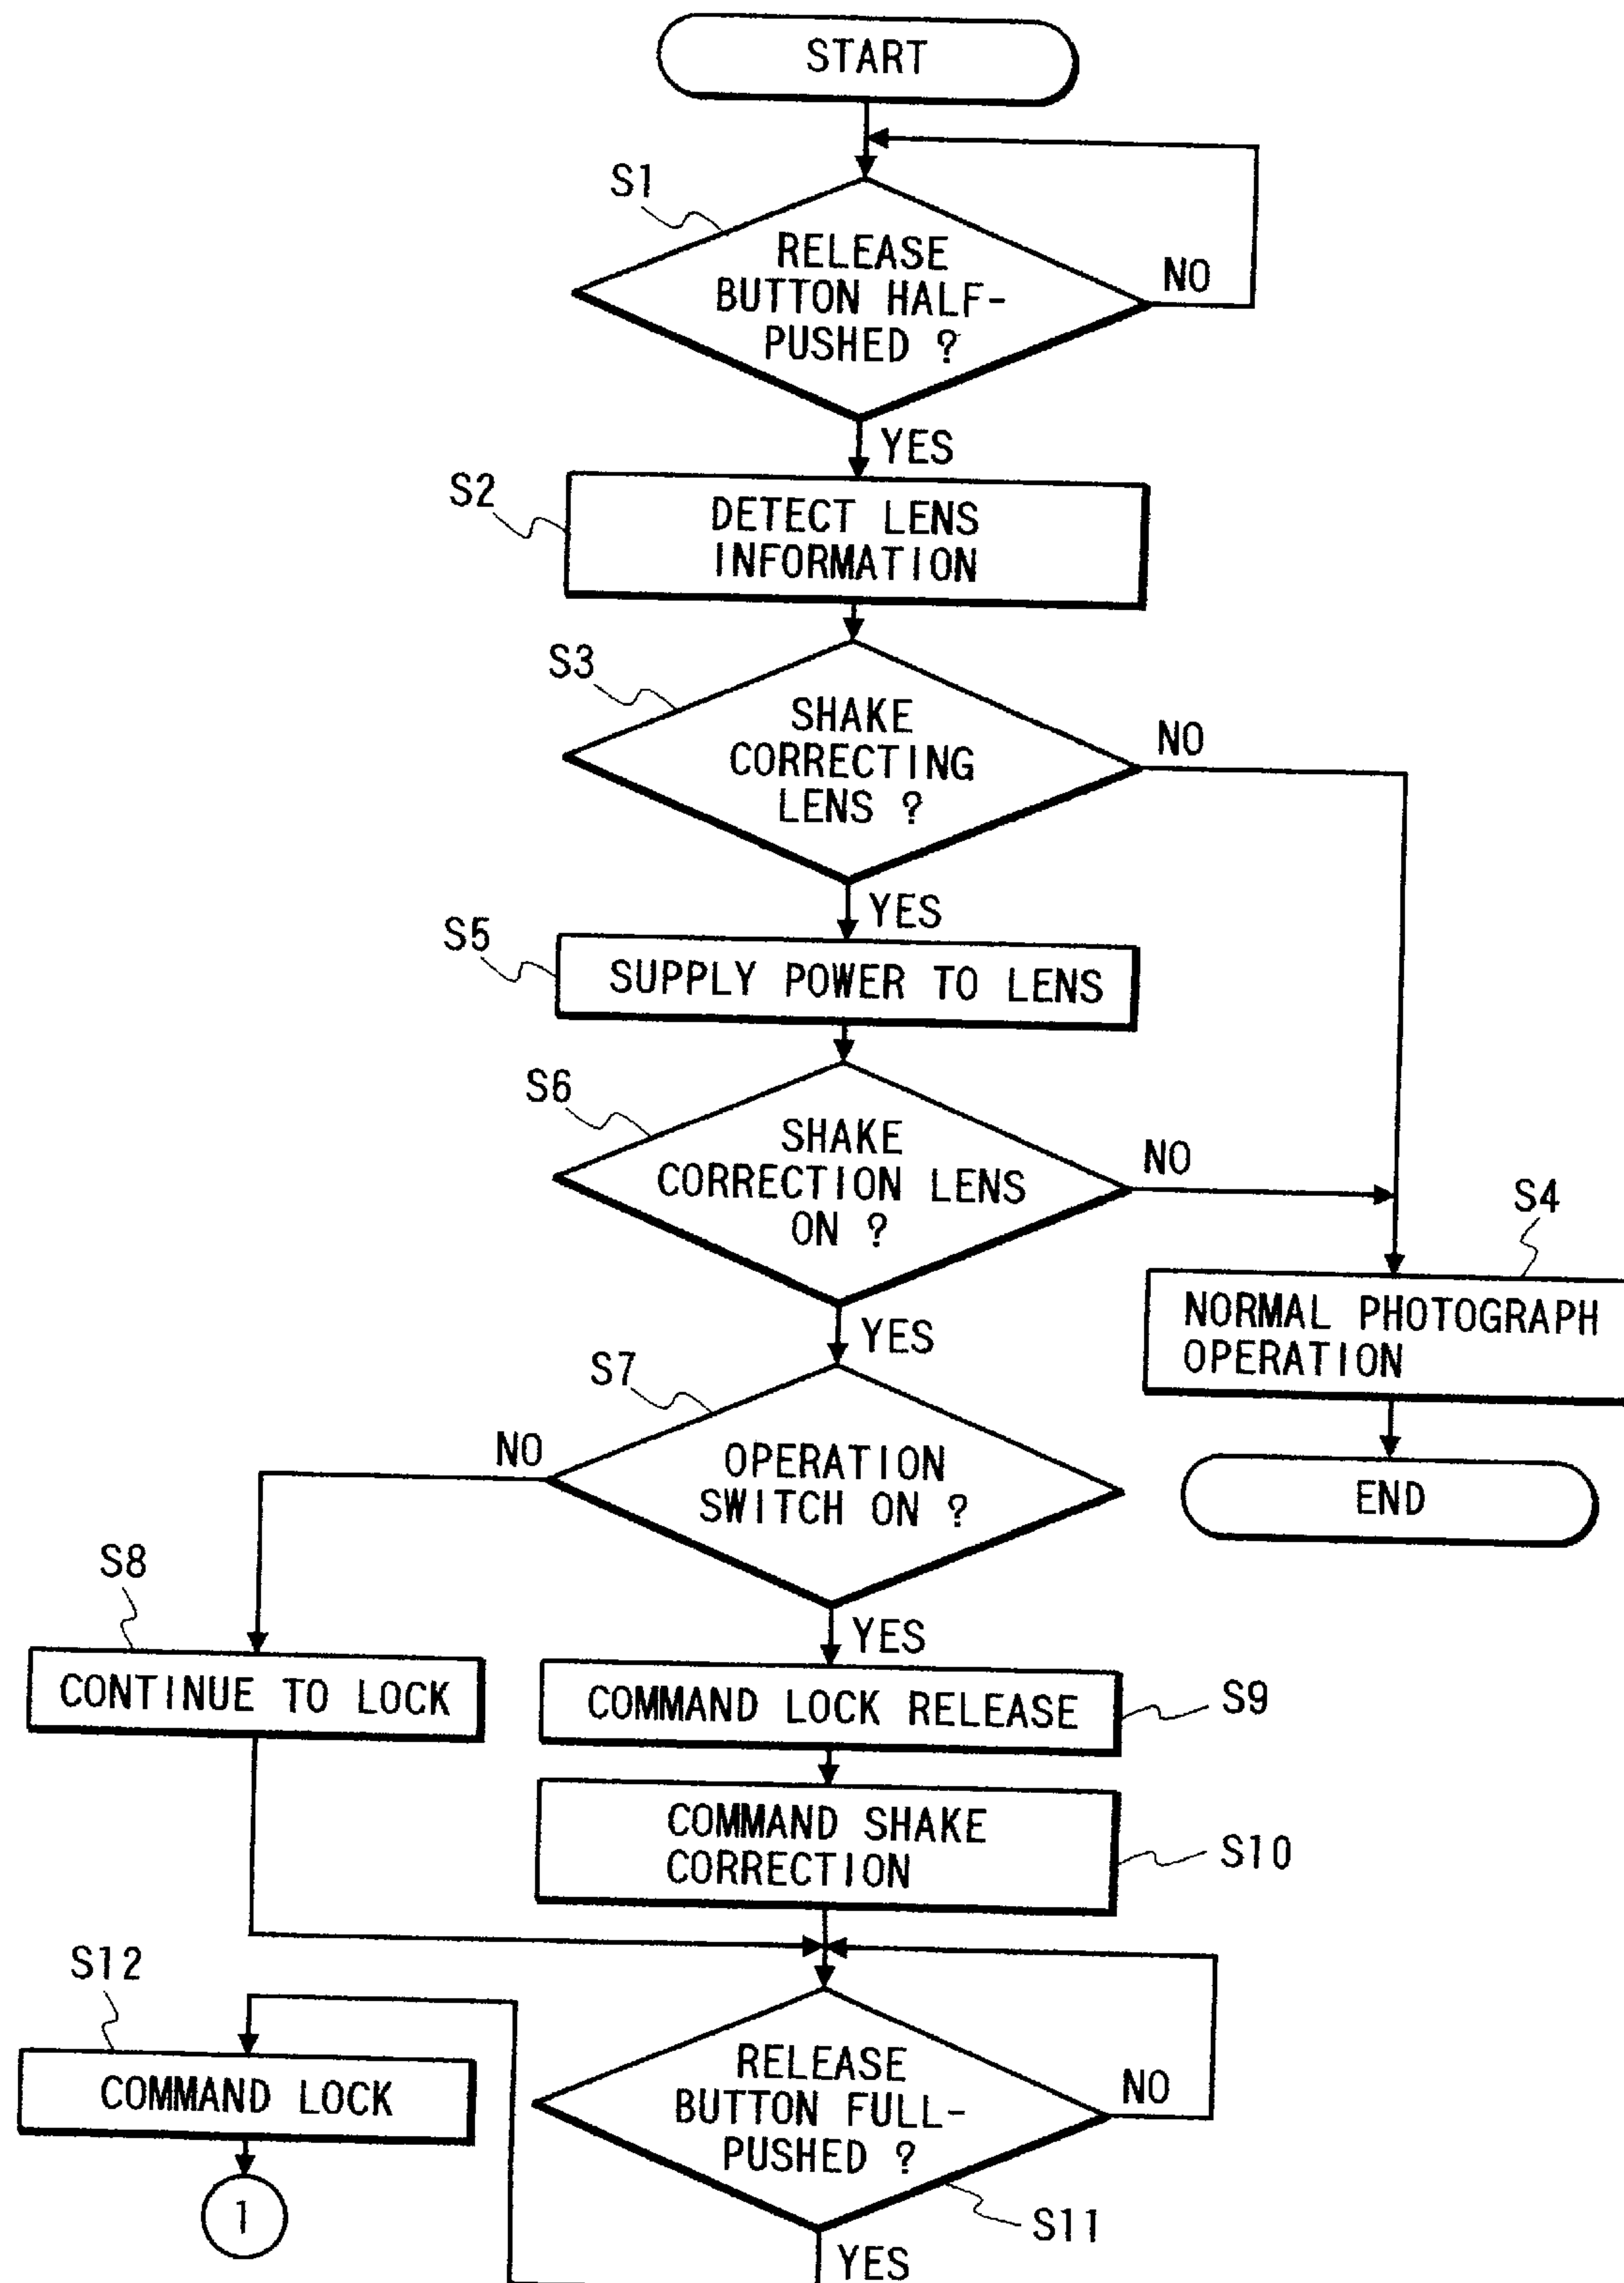 START
S1
RELEASE
BUTTON HALF-
PUSHED ?
NO
YES
S2
DETECT LENS
INFORMATION
S3
SHAKE
CORRECTING
LENS ?
NO
YES
S5
SUPPLY POWER TO LENS
S6
SHAKE
CORRECTION LENS
ON ?
NO
S4
NORMAL PHOTOGRAPH
OPERATION
END
YES
S7
OPERATION
SWITCH ON ?
NO
YES
S8
CONTINUE TO LOCK
COMMAND LOCK RELEASE
S9
COMMAND SHAKE
CORRECTION
S10
S12
COMMAND LOCK
1
RELEASE
BUTTON FULL-
PUSHED ?
NO
S11
YES